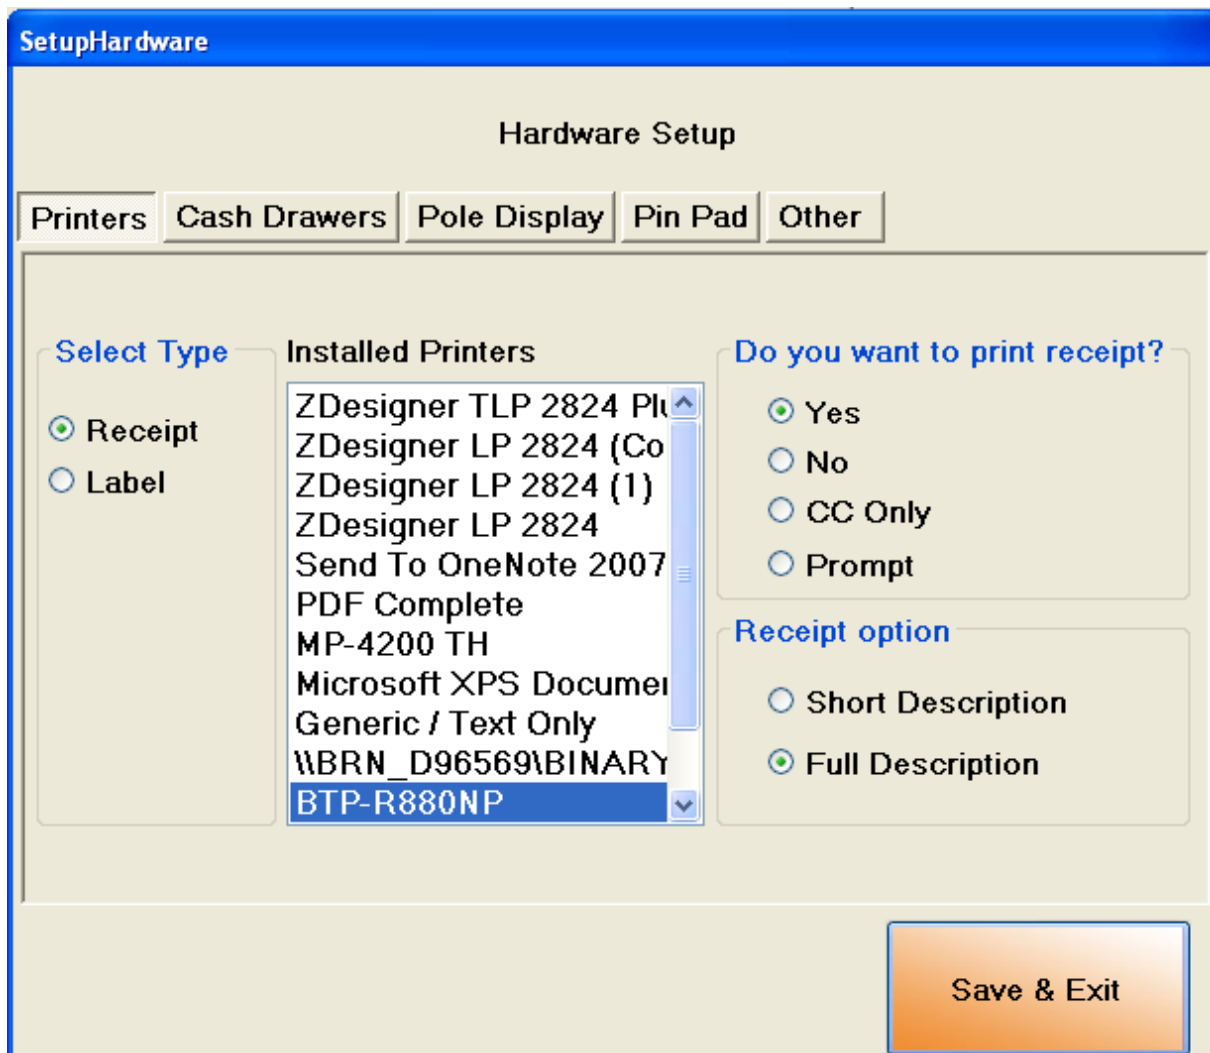 SetupHardware
Hardware Setup
Printers
Cash Drawers
Pole Display
Pin Pad
Other
Select Type
Receipt
Label
Installed Printers
ZDesigner TLP 2824 Plu
ZDesigner LP 2824 (Co
ZDesigner LP 2824 (1)
ZDesigner LP 2824
Send To OneNote 2007
PDF Complete
MP-4200 TH
Microsoft XPS Documen
Generic / Text Only
\\BRN_D96569\BINARY
BTP-R880NP
Do you want to print receipt?
Yes
No
CC Only
Prompt
Receipt option
Short Description
Full Description
Save & Exit